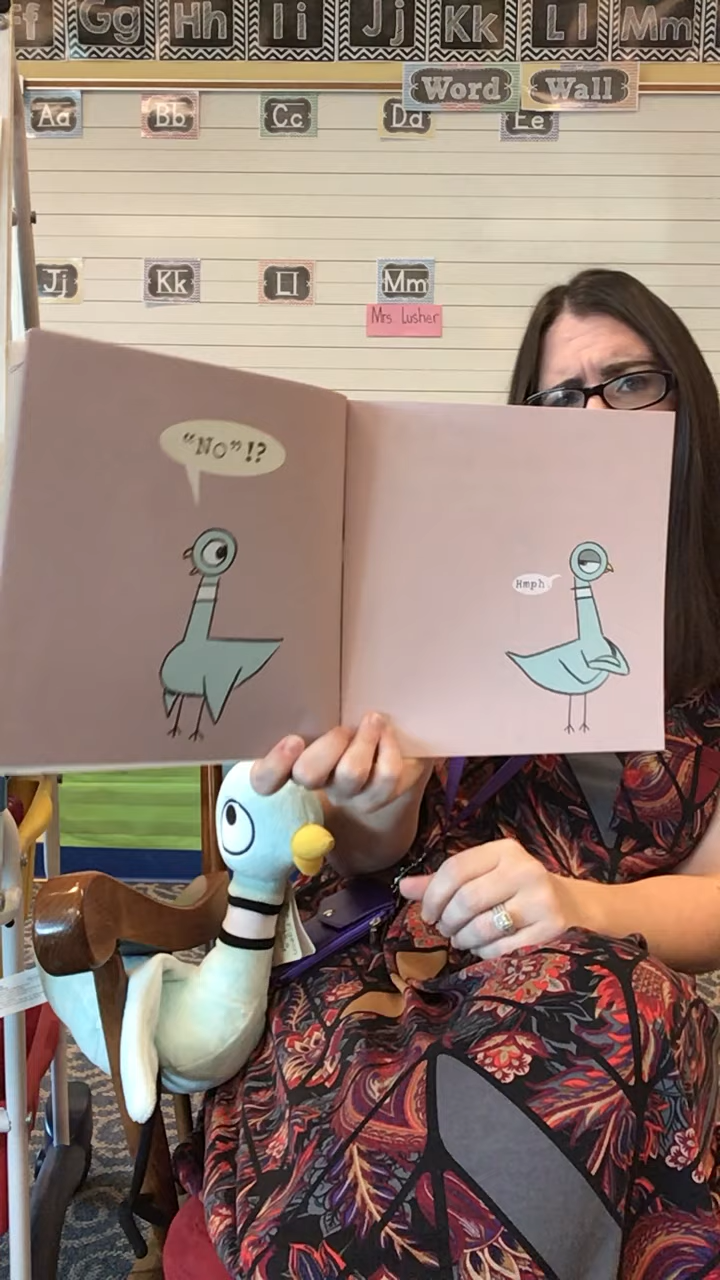 Ff Gg Hh Ii Jj Kk Ll Mm
Word Wall
Aa Bb Cc Dd Ee
Jj Kk Ll Mm
Mrs Lusher
"No"!?
Hmph